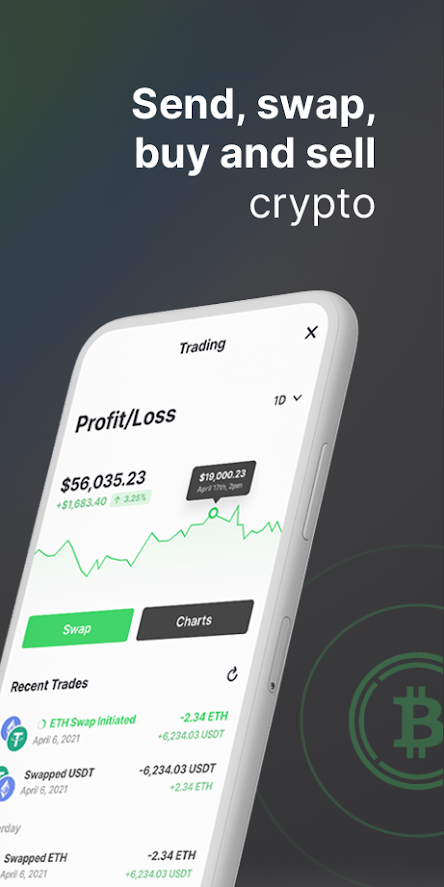 Send, swap,
buy and sell
crypto
Trading
1D
Profit/Loss
$56,035.23
+$1,683.40 ↑ 3.25%
$19,000.23
April 17th, 2pm
Swap
Charts
Recent Trades
ETH Swap Initiated
-2.34 ETH
April 6, 2021
+6,234.03 USDT
Swapped USDT
-6,234.03 USDT
April 6, 2021
+2.34 ETH
rday
Swapped ETH
-2.34 ETH
April 6, 2021
+6,234.03 USDT